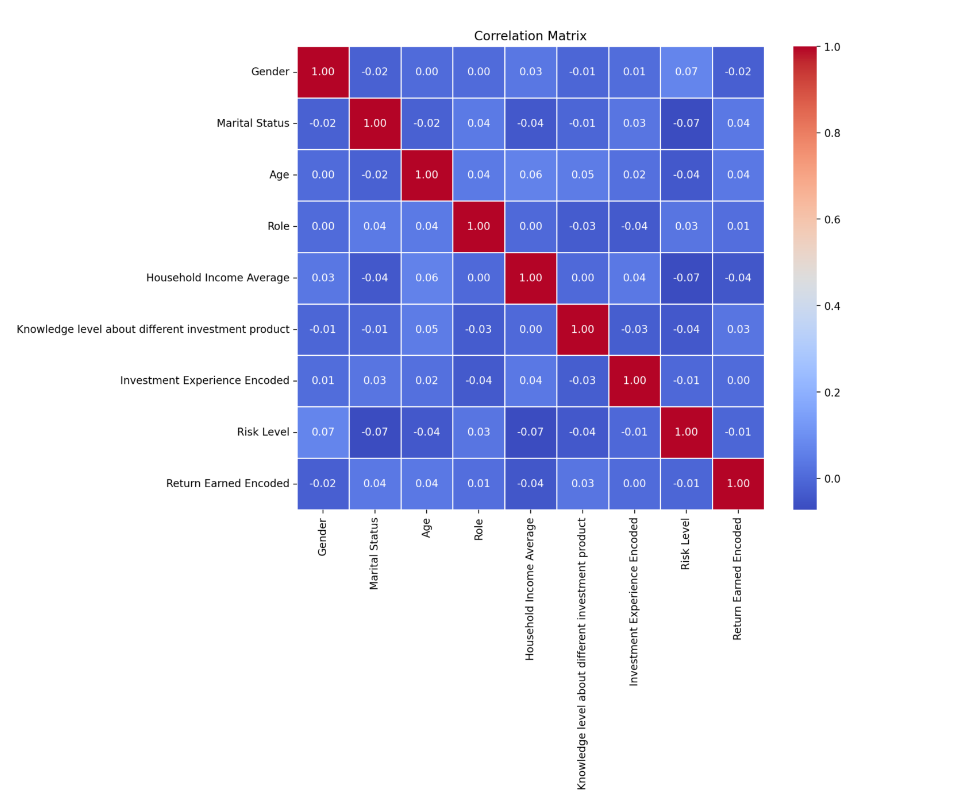 Correlation Matrix
Gender 1.00 -0.02 0.00 0.00 0.03 -0.01 0.01 0.07 -0.02
Marital Status -0.02 1.00 -0.02 0.04 -0.04 -0.01 0.03 -0.07 0.04
Age 0.00 -0.02 1.00 0.04 0.06 0.05 0.02 -0.04 0.04
Role 0.00 0.04 0.04 1.00 0.00 -0.03 -0.04 0.03 0.01
Household Income Average 0.03 -0.04 0.06 0.00 1.00 0.00 0.04 -0.07 -0.04
Knowledge level about different investment product -0.01 -0.01 0.05 -0.03 0.00 1.00 -0.03 -0.04 0.03
Investment Experience Encoded 0.01 0.03 0.02 -0.04 0.04 -0.03 1.00 -0.01 0.00
Risk Level 0.07 -0.07 -0.04 0.03 -0.07 -0.04 -0.01 1.00 -0.01
Return Earned Encoded -0.02 0.04 0.04 0.01 -0.04 0.03 0.00 -0.01 1.00
Gender
Marital Status
Age
Role
Household Income Average
Knowledge level about different investment product
Investment Experience Encoded
Risk Level
Return Earned Encoded
1.0
0.8
0.6
0.4
0.2
0.0